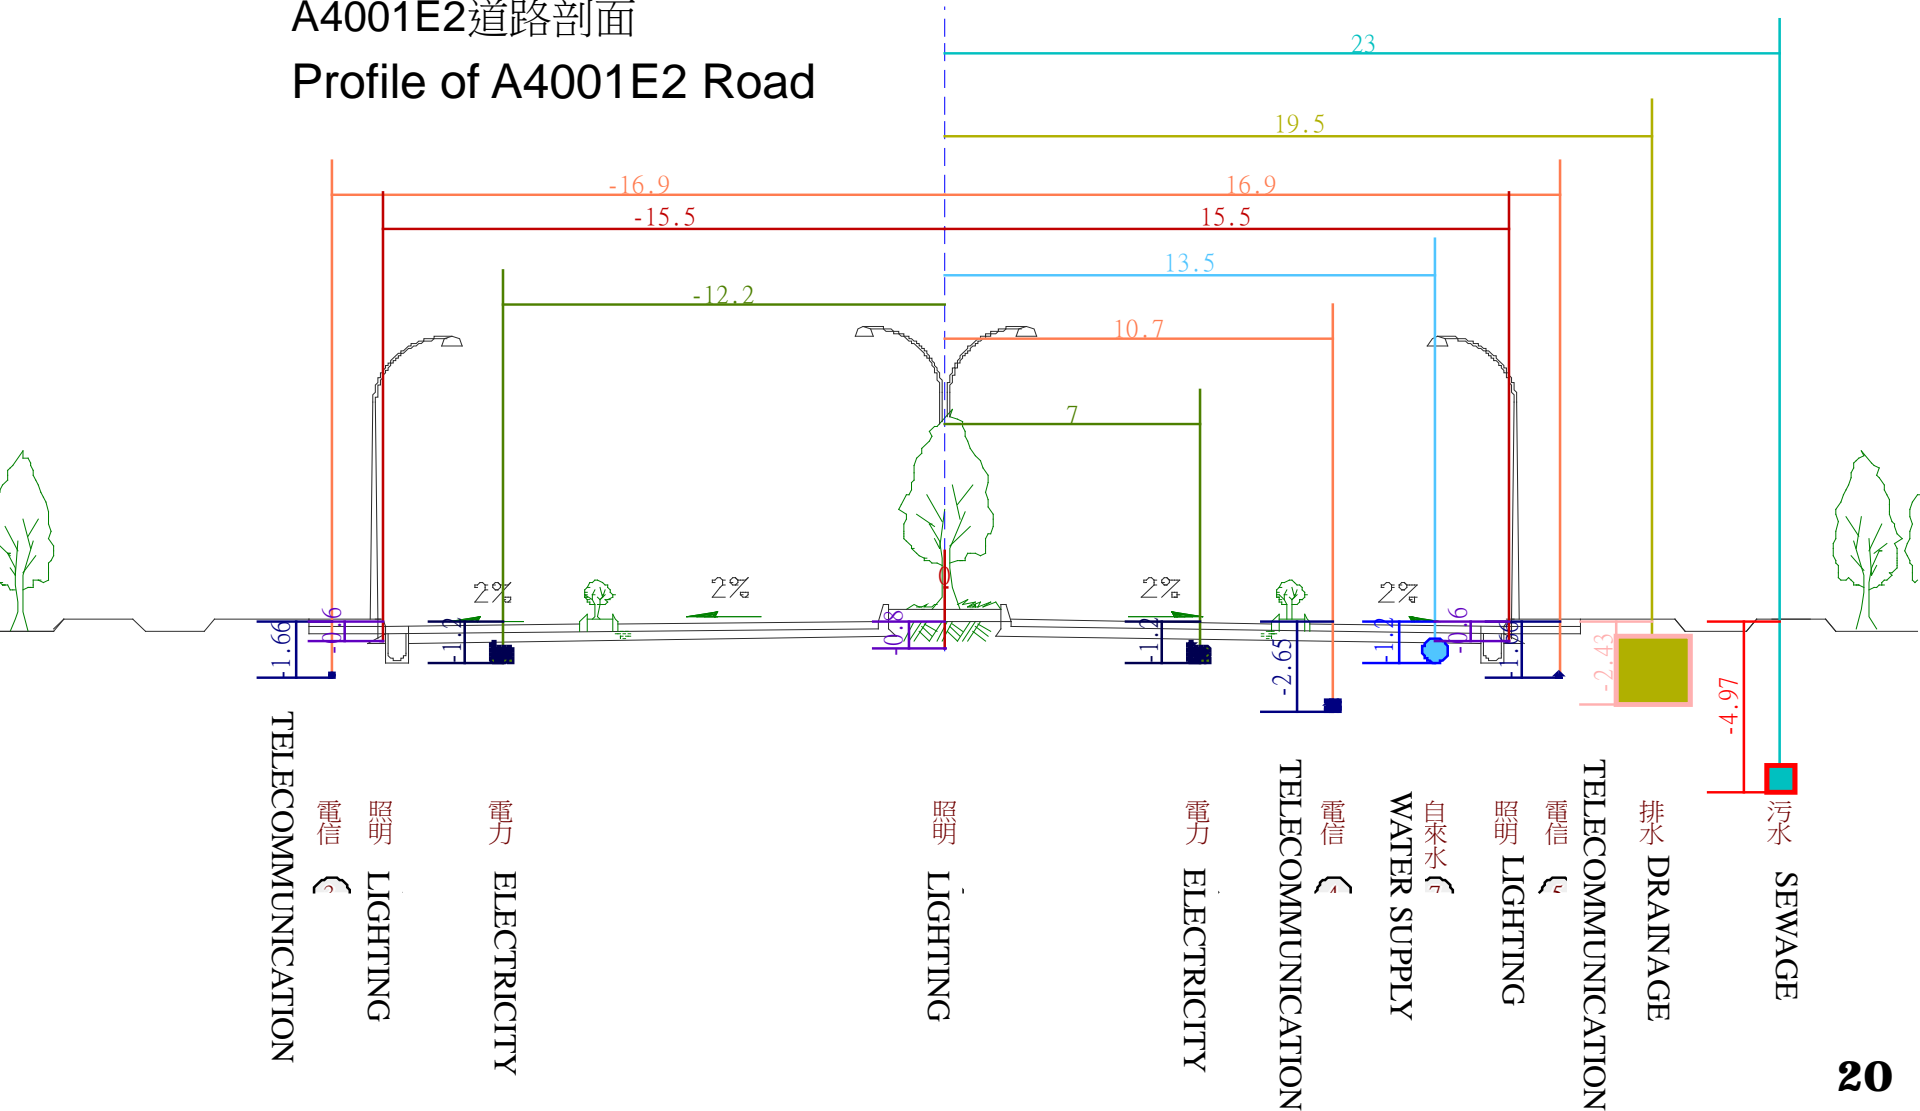 A4001E2道路剖面
Profile of A4001E2 Road
23
19.5
-16.9
16.9
-15.5
15.5
13.5
-12.2
10.7
7
0
2%
2%
2%
2%
-1.66
-0.6
-1.2
-0.8
-1.2
-2.65
-1.2
-0.6
-2.43
-4.97
TELECOMMUNICATION
電信
照明
LIGHTING
電力
ELECTRICITY
照明
LIGHTING
電力
ELECTRICITY
TELECOMMUNICATION
電信
4
WATER SUPPLY
自來水
7
照明
LIGHTING
電信
5
TELECOMMUNICATION
排水
DRAINAGE
污水
SEWAGE
20